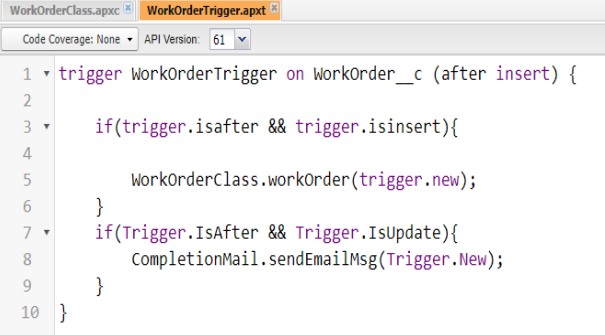 WorkOrderClass.apxc WorkOrderTrigger.apxt
Code Coverage: None API Version: 61
1 trigger WorkOrderTrigger on WorkOrder__c (after insert) {
2
3 if(trigger.isafter && trigger.isinsert){
4
5 WorkOrderClass.workOrder(trigger.new);
6 }
7 if(Trigger.IsAfter && Trigger.IsUpdate){
8 CompletionMail.sendEmailMsg(Trigger.New);
9 }
10 }